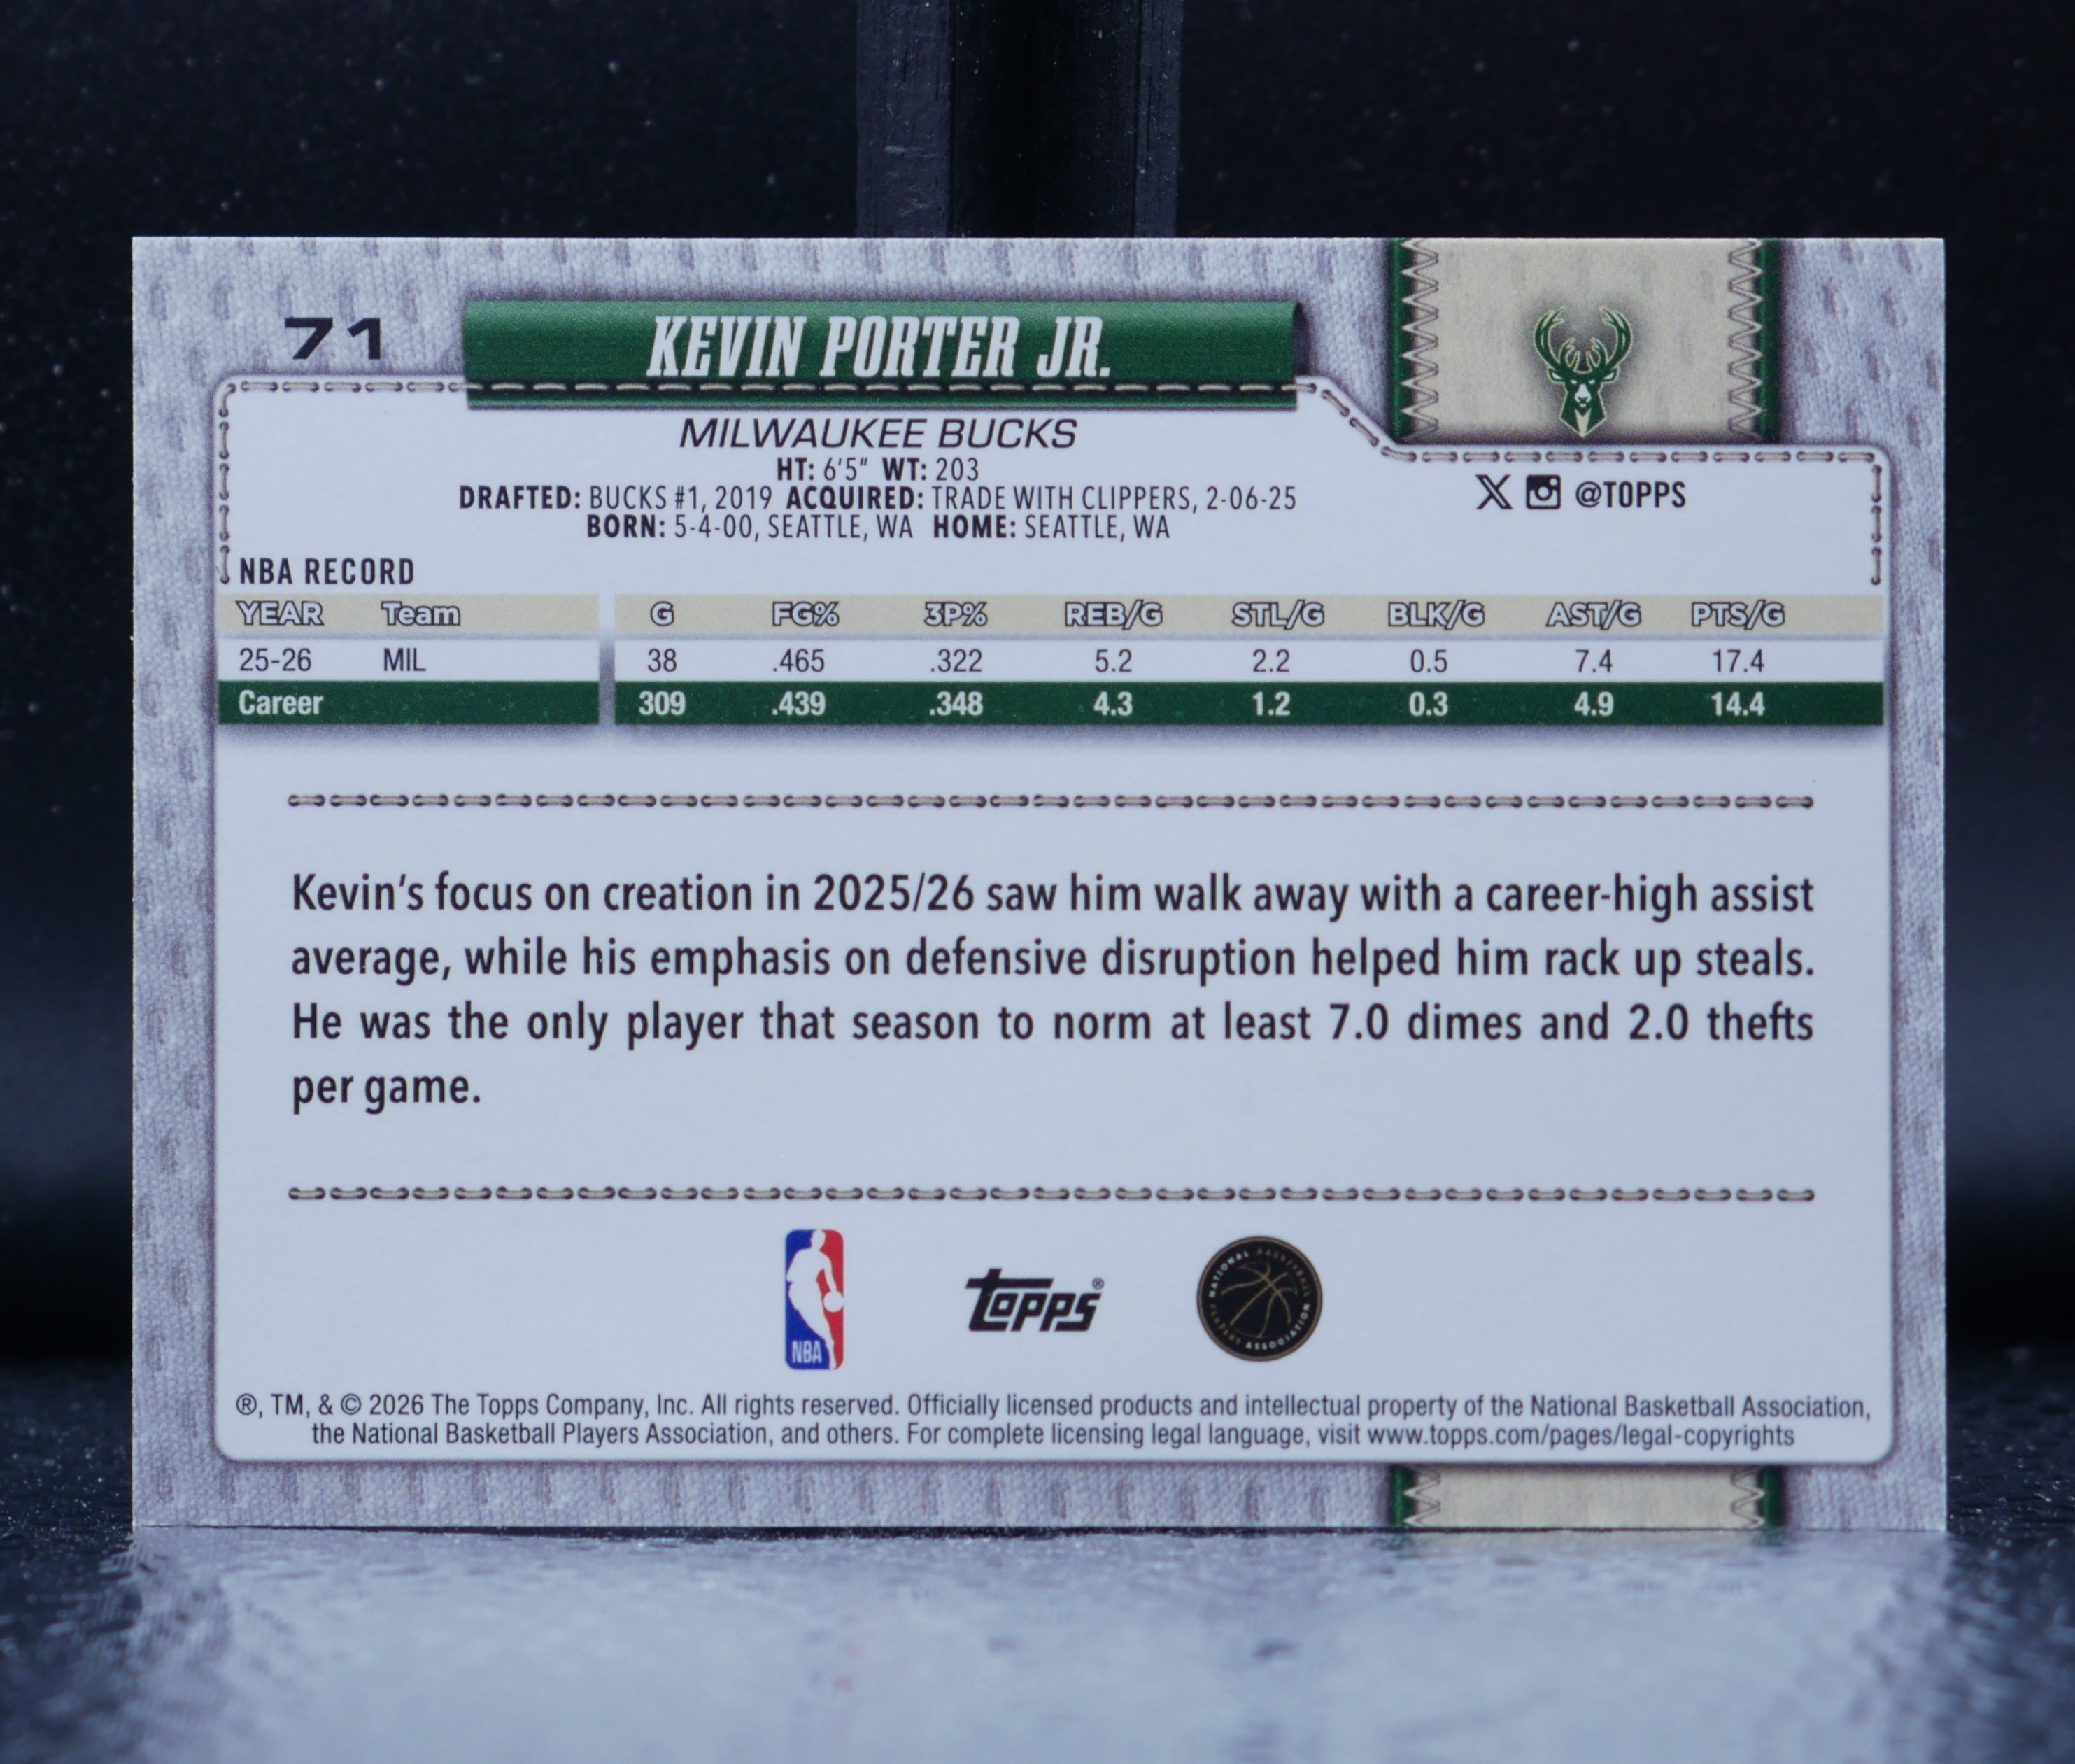 71
KEVIN PORTER JR.
MILWAUKEE BUCKS
HT: 6'5" WT: 203
DRAFTED: BUCKS #1, 2019 ACQUIRED: TRADE WITH CLIPPERS, 2-06-25
BORN: 5-4-00, SEATTLE, WA HOME: SEATTLE, WA
@TOPPS
NBA RECORD
YEAR Team G FG% 3P% REB/G STL/G BLK/G AST/G PTS/G
25-26 MIL 38 .465 .322 5.2 2.2 0.5 7.4 17.4
Career 309 .439 .348 4.3 1.2 0.3 4.9 14.4
Kevin's focus on creation in 2025/26 saw him walk away with a career-high assist
average, while his emphasis on defensive disruption helped him rack up steals.
He was the only player that season to norm at least 7.0 dimes and 2.0 thefts
per game.
NBA
Topps®
NATIONAL BASKETBALL PLAYERS ASSOCIATION
®, TM, & © 2026 The Topps Company, Inc. All rights reserved. Officially licensed products and intellectual property of the National Basketball Association,
the National Basketball Players Association, and others. For complete licensing legal language, visit www.topps.com/pages/legal-copyrights